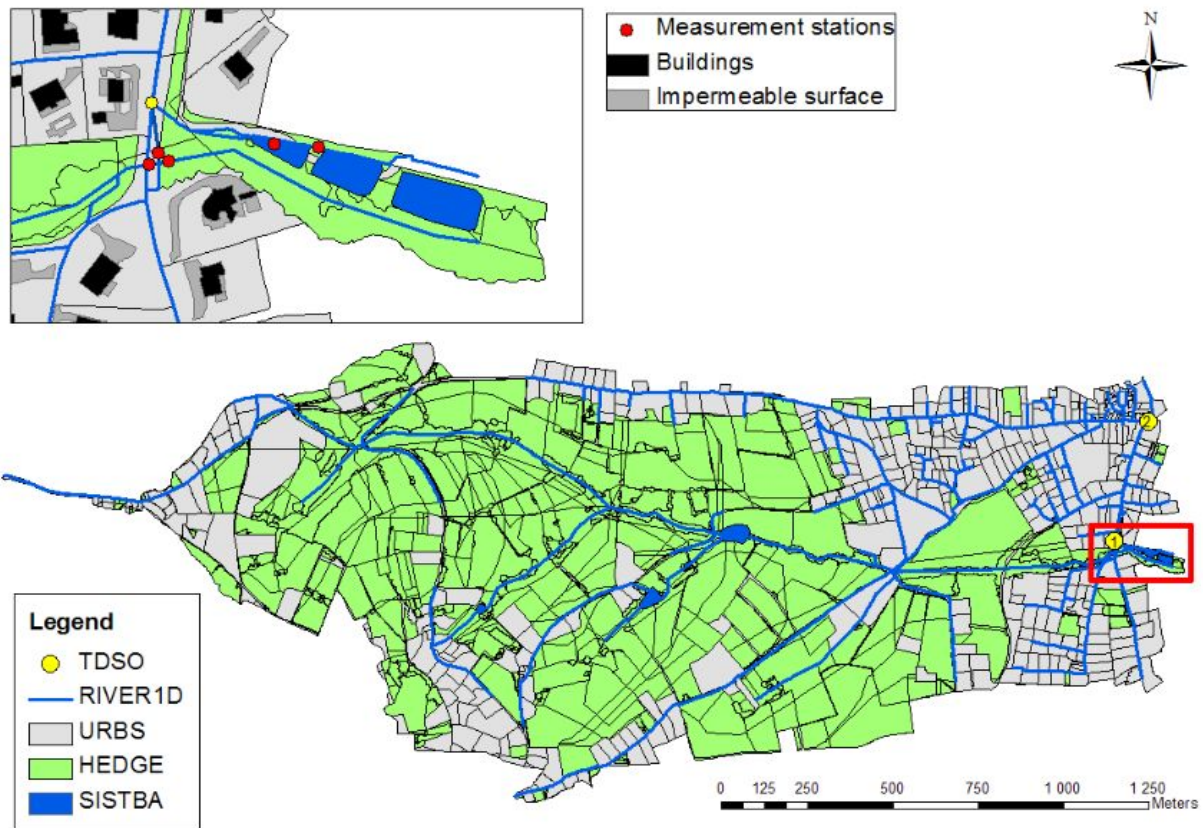 Measurement stations
Buildings
Impermeable surface
N
2
1
Legend
TDSO
RIVER1D
URBS
HEDGE
SISTBA
0 125 250 500 750 1 000 1 250
Meters